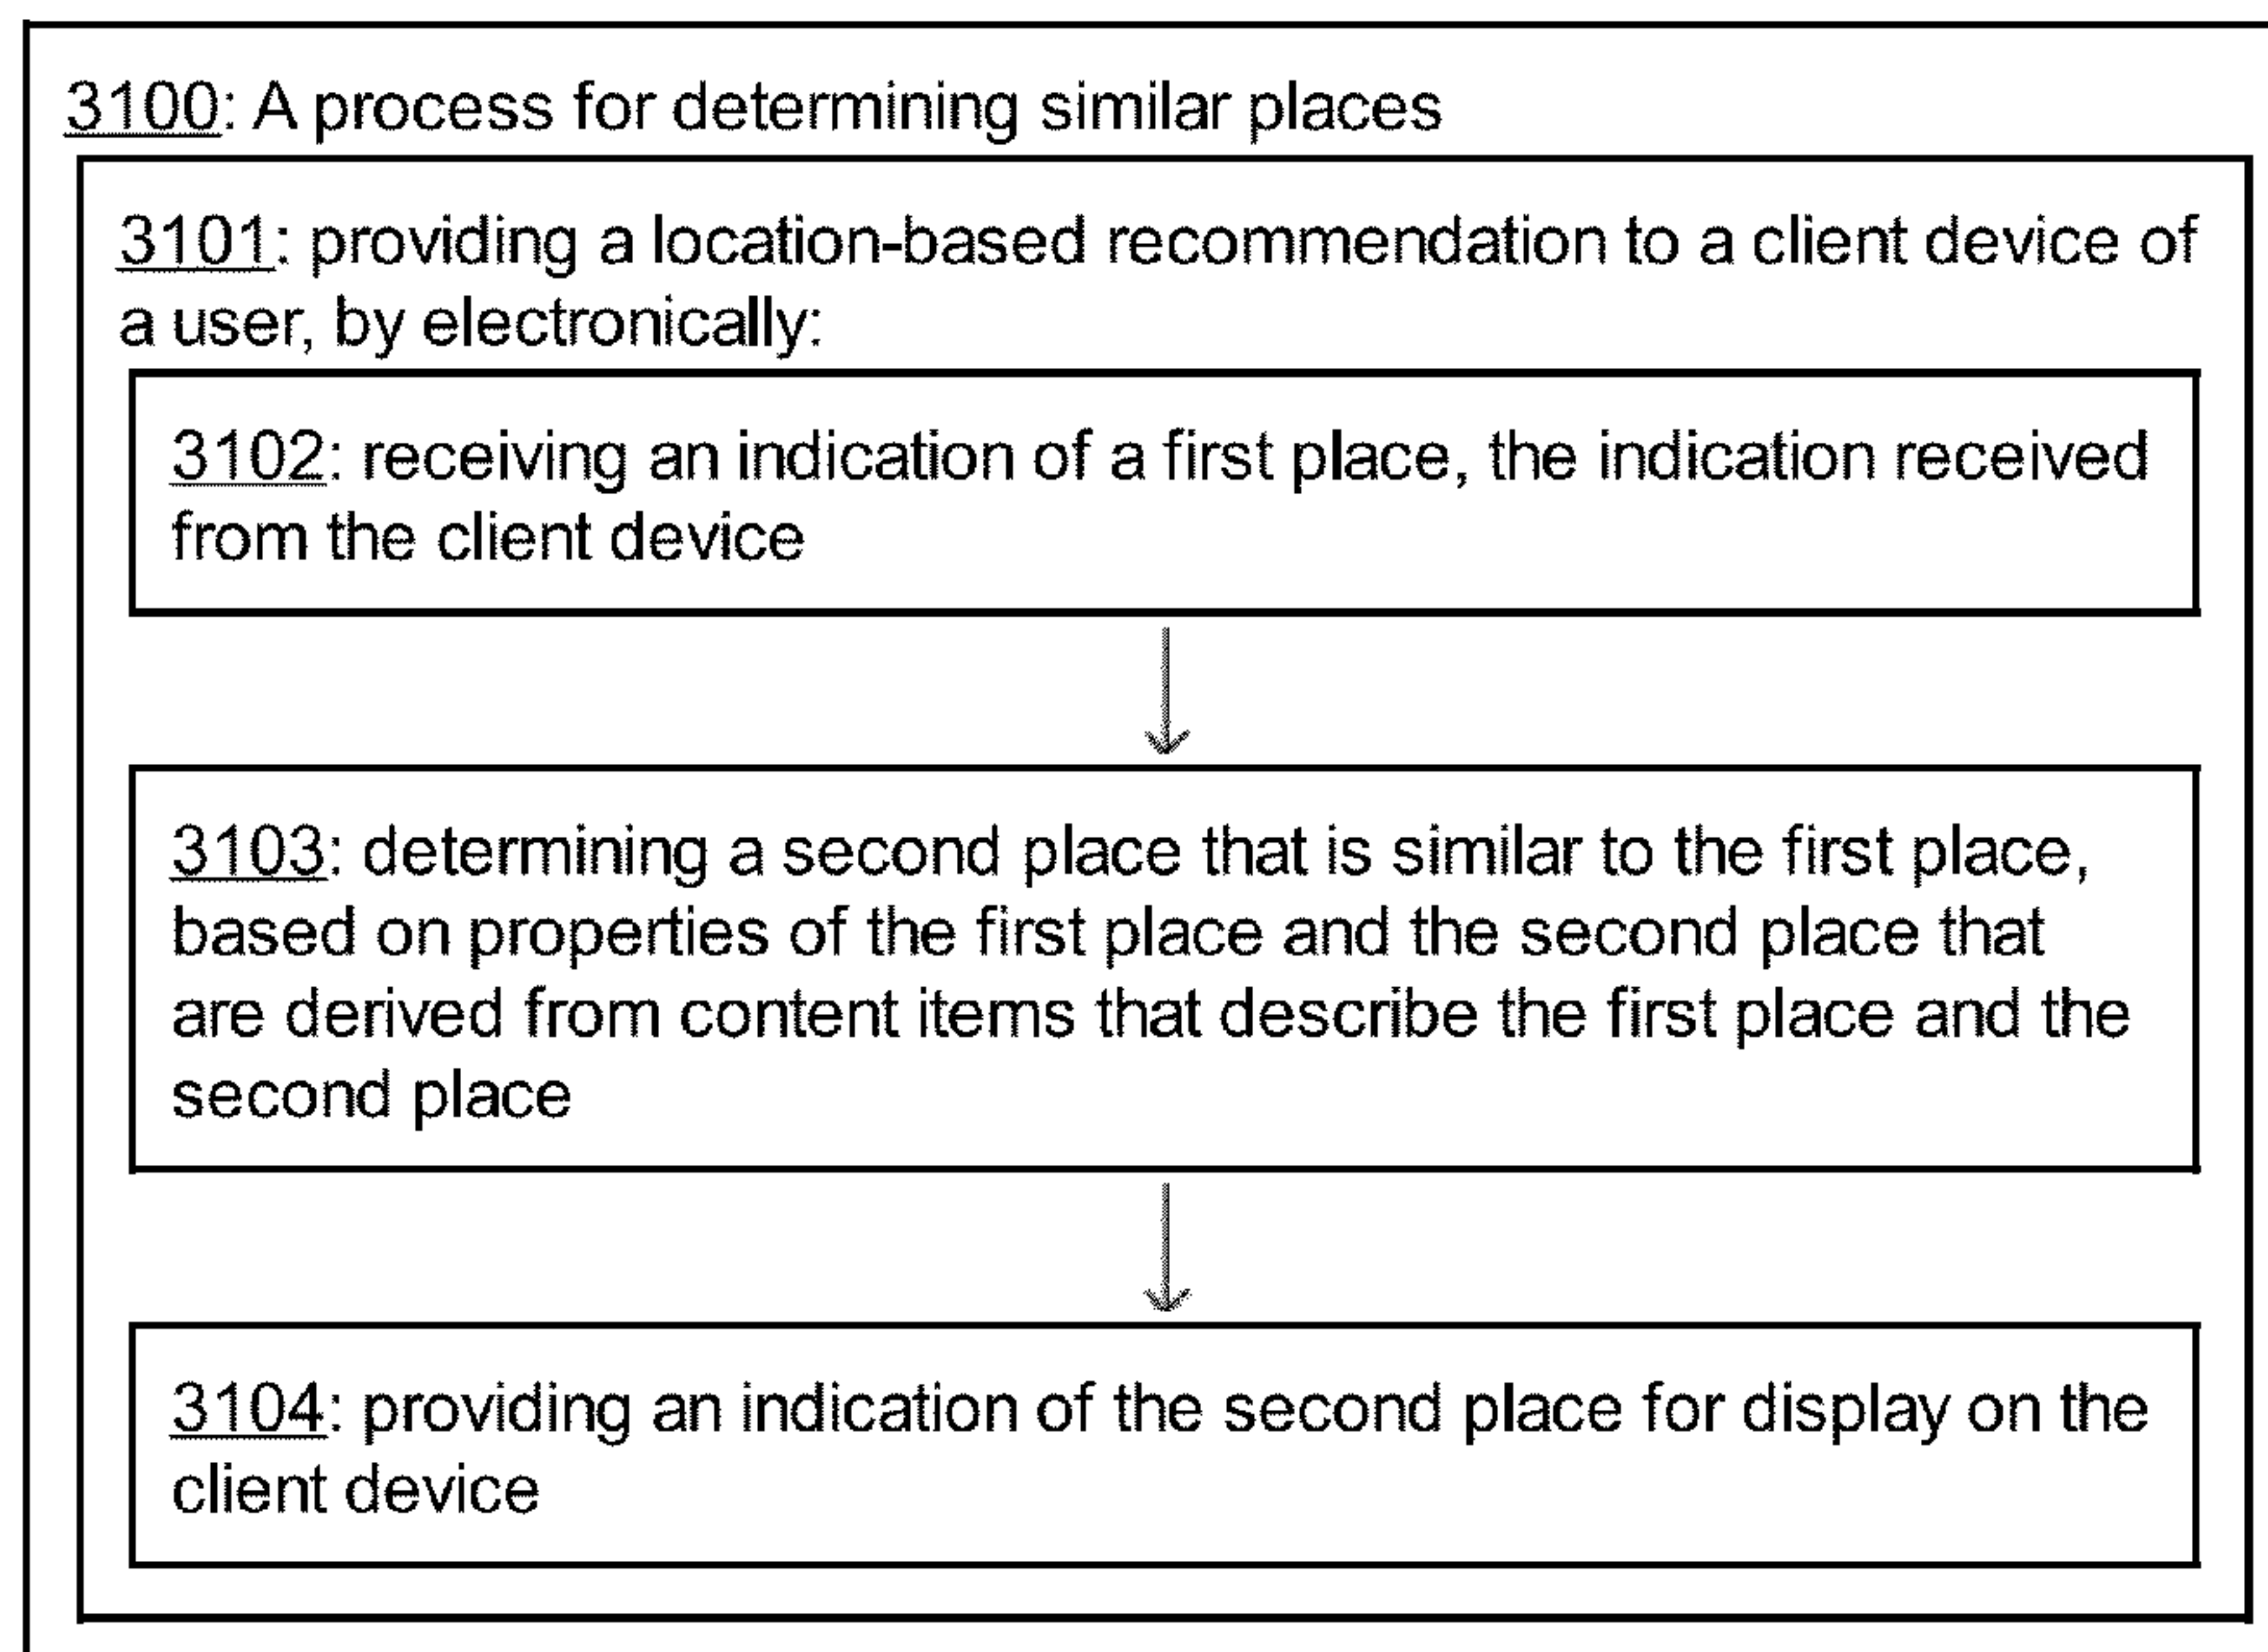 3100: A process for determining similar places
3101: providing a location-based recommendation to a client device of
a user, by electronically:
3102: receiving an indication of a first place, the indication received
from the client device
3103: determining a second place that is similar to the first place,
based on properties of the first place and the second place that
are derived from content items that describe the first place and the
second place
3104: providing an indication of the second place for display on the
client device